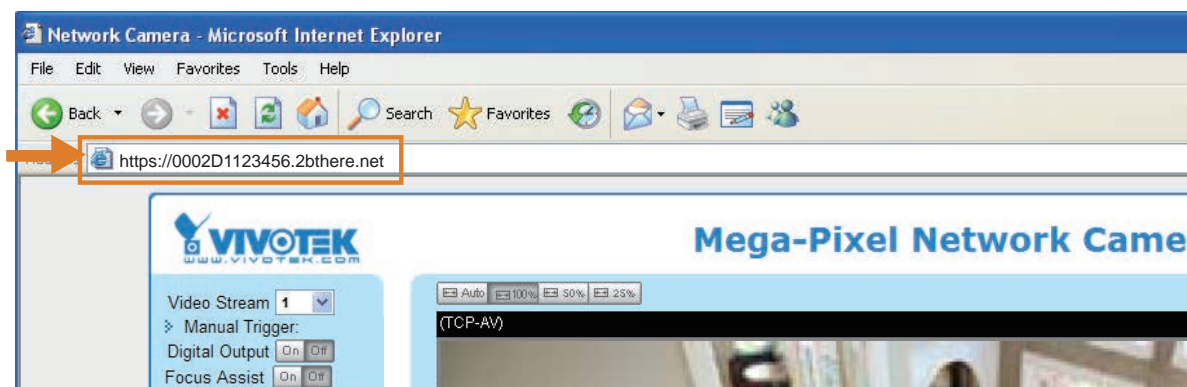 Network Camera - Microsoft Internet Explorer
File Edit View Favorites Tools Help
Back Search Favorites
https://0002D1123456.2bthere.net
VIVOTEK
www.vivotek.com
Mega-Pixel Network Came
Auto 100% 50% 25%
Video Stream 1
(TCP-AV)
Manual Trigger:
Digital Output On Off
Focus Assist On Off